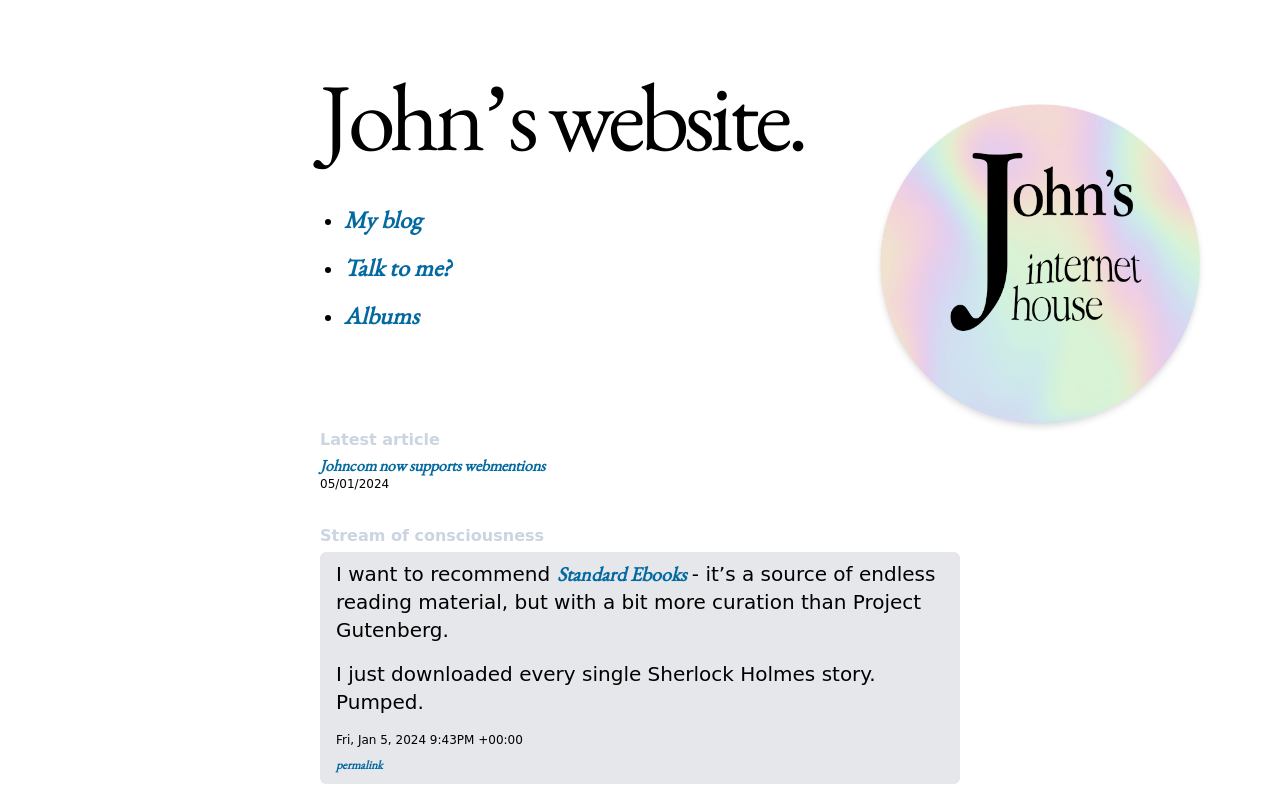 John’s website.
John’s
internet
house
My blog
Talk to me?
Albums
Latest article
Johncom now supports webmentions
05/01/2024
Stream of consciousness
I want to recommend Standard Ebooks - it’s a source of endless
reading material, but with a bit more curation than Project
Gutenberg.
I just downloaded every single Sherlock Holmes story.
Pumped.
Fri, Jan 5, 2024 9:43PM +00:00
permalink